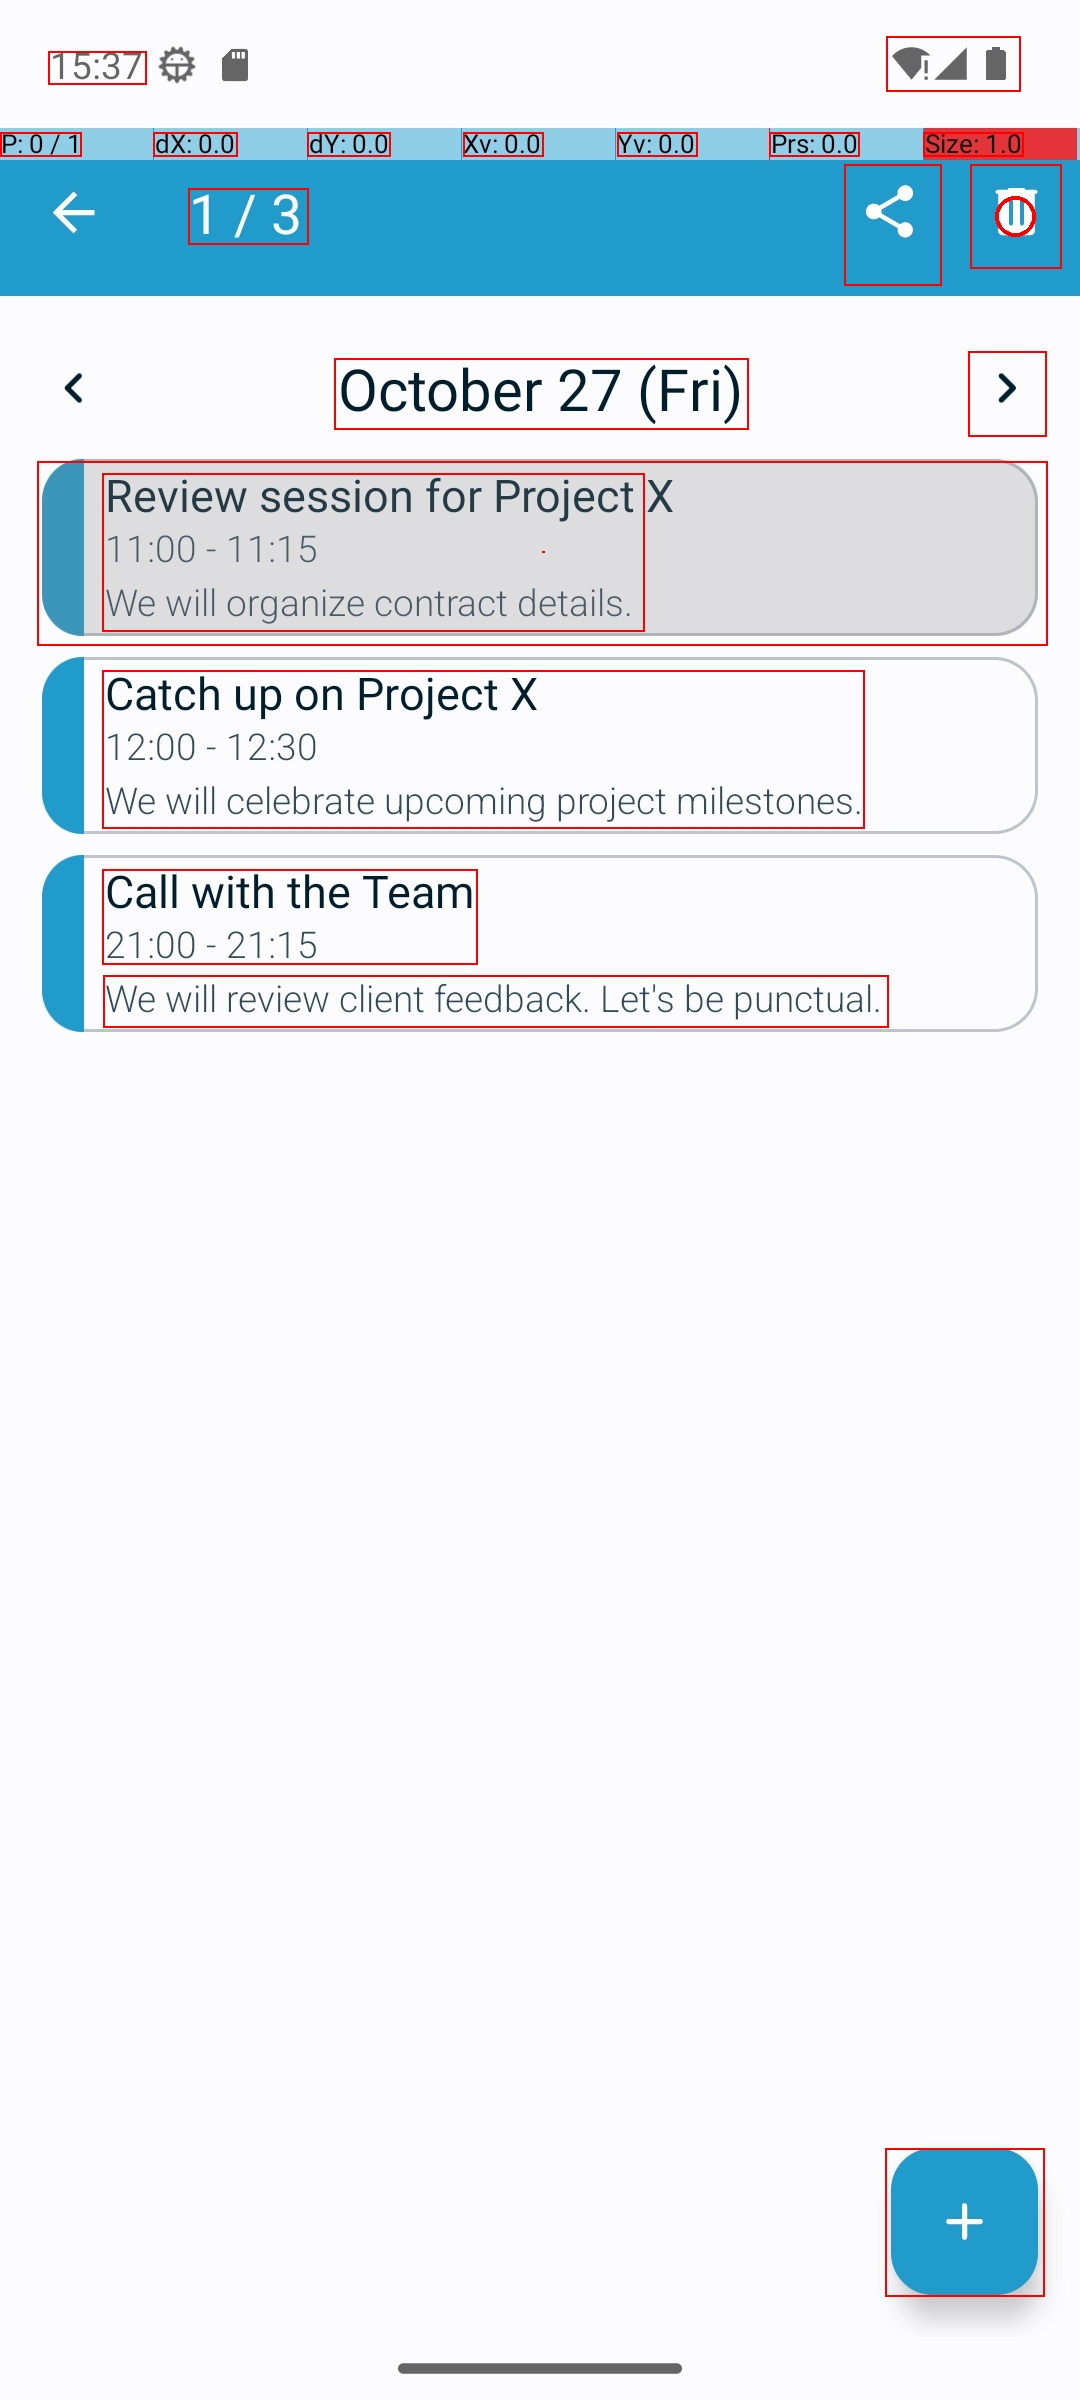 15:37
P: 0 / 1 dX: 0.0 dY: 0.0 Xv: 0.0 Yv: 0.0 Prs: 0.0 Size: 1.0
1 / 3
October 27 (Fri)
Review session for Project X
11:00 - 11:15
We will organize contract details.
Catch up on Project X
12:00 - 12:30
We will celebrate upcoming project milestones.
Call with the Team
21:00 - 21:15
We will review client feedback. Let's be punctual.